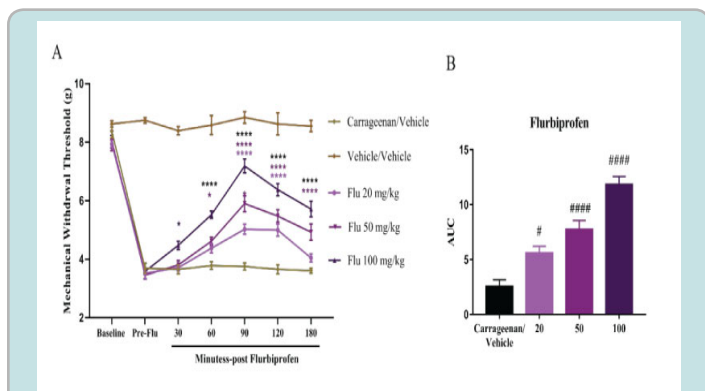 A
Mechanical Withdrwal Threshold (g)
10
8
6
4
2
Baseline Pre-Flu 30 60 90 120 180
Minutess-post Flurbiprofen
*
****
*
****
****
****
****
****
****
****
****
Carrageenan/Vehicle
Vehicle/Vehicle
Flu 20 mg/kg
Flu 50 mg/kg
Flu 100 mg/kg
B
Flurbiprofen
AUC
15
10
5
0
#
####
####
Carrageenan/ 20 50 100
Vehicle